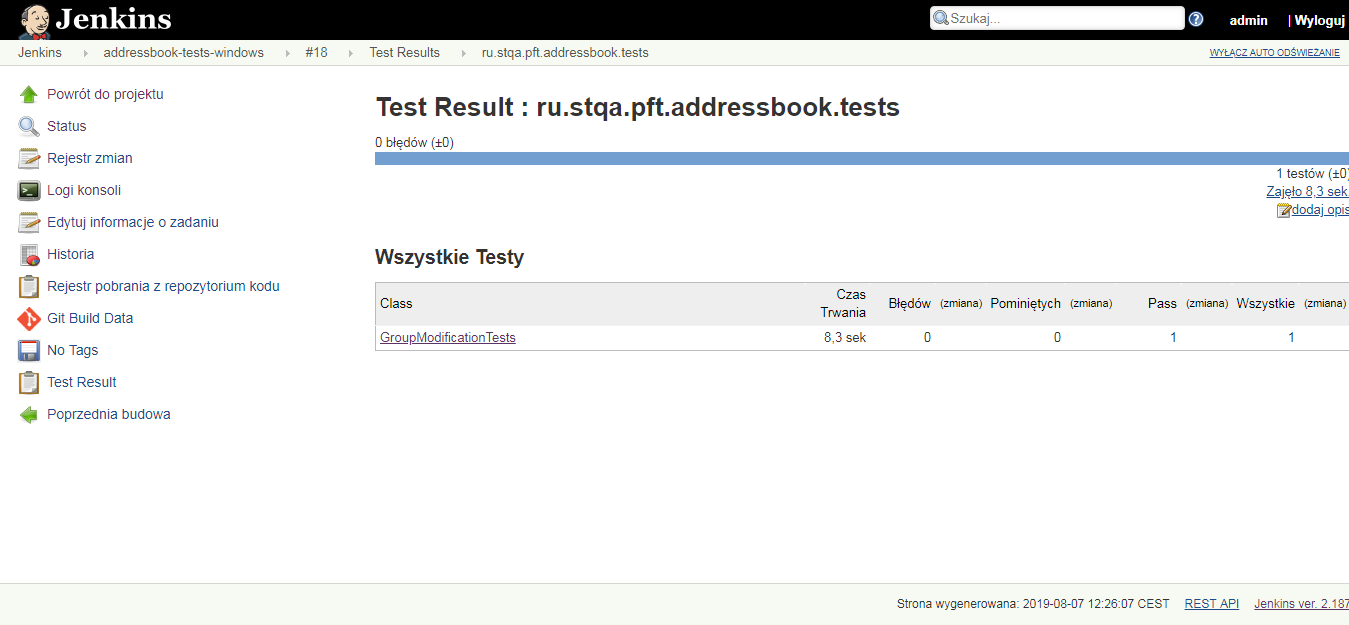 Jenkins
Szukaj...
admin
| Wyloguj
Jenkins
addressbook-tests-windows
#18
Test Results
ru.stqa.pft.addressbook.tests
WYŁĄCZ AUTO ODŚWIEŻANIE
Powrót do projektu
Status
Rejestr zmian
Logi konsoli
Edytuj informacje o zadaniu
Historia
Rejestr pobrania z repozytorium kodu
Git Build Data
No Tags
Test Result
Poprzednia budowa
Test Result : ru.stqa.pft.addressbook.tests
0 błędów (±0)
1 testów (±0)
Zajęło 8,3 sek
dodaj opis
Wszystkie Testy
Class Czas Trwania Błędów (zmiana) Pominiętych (zmiana) Pass (zmiana) Wszystkie (zmiana)
GroupModificationTests 8,3 sek 0 0 1 1
Strona wygenerowana: 2019-08-07 12:26:07 CEST REST API Jenkins ver. 2.187